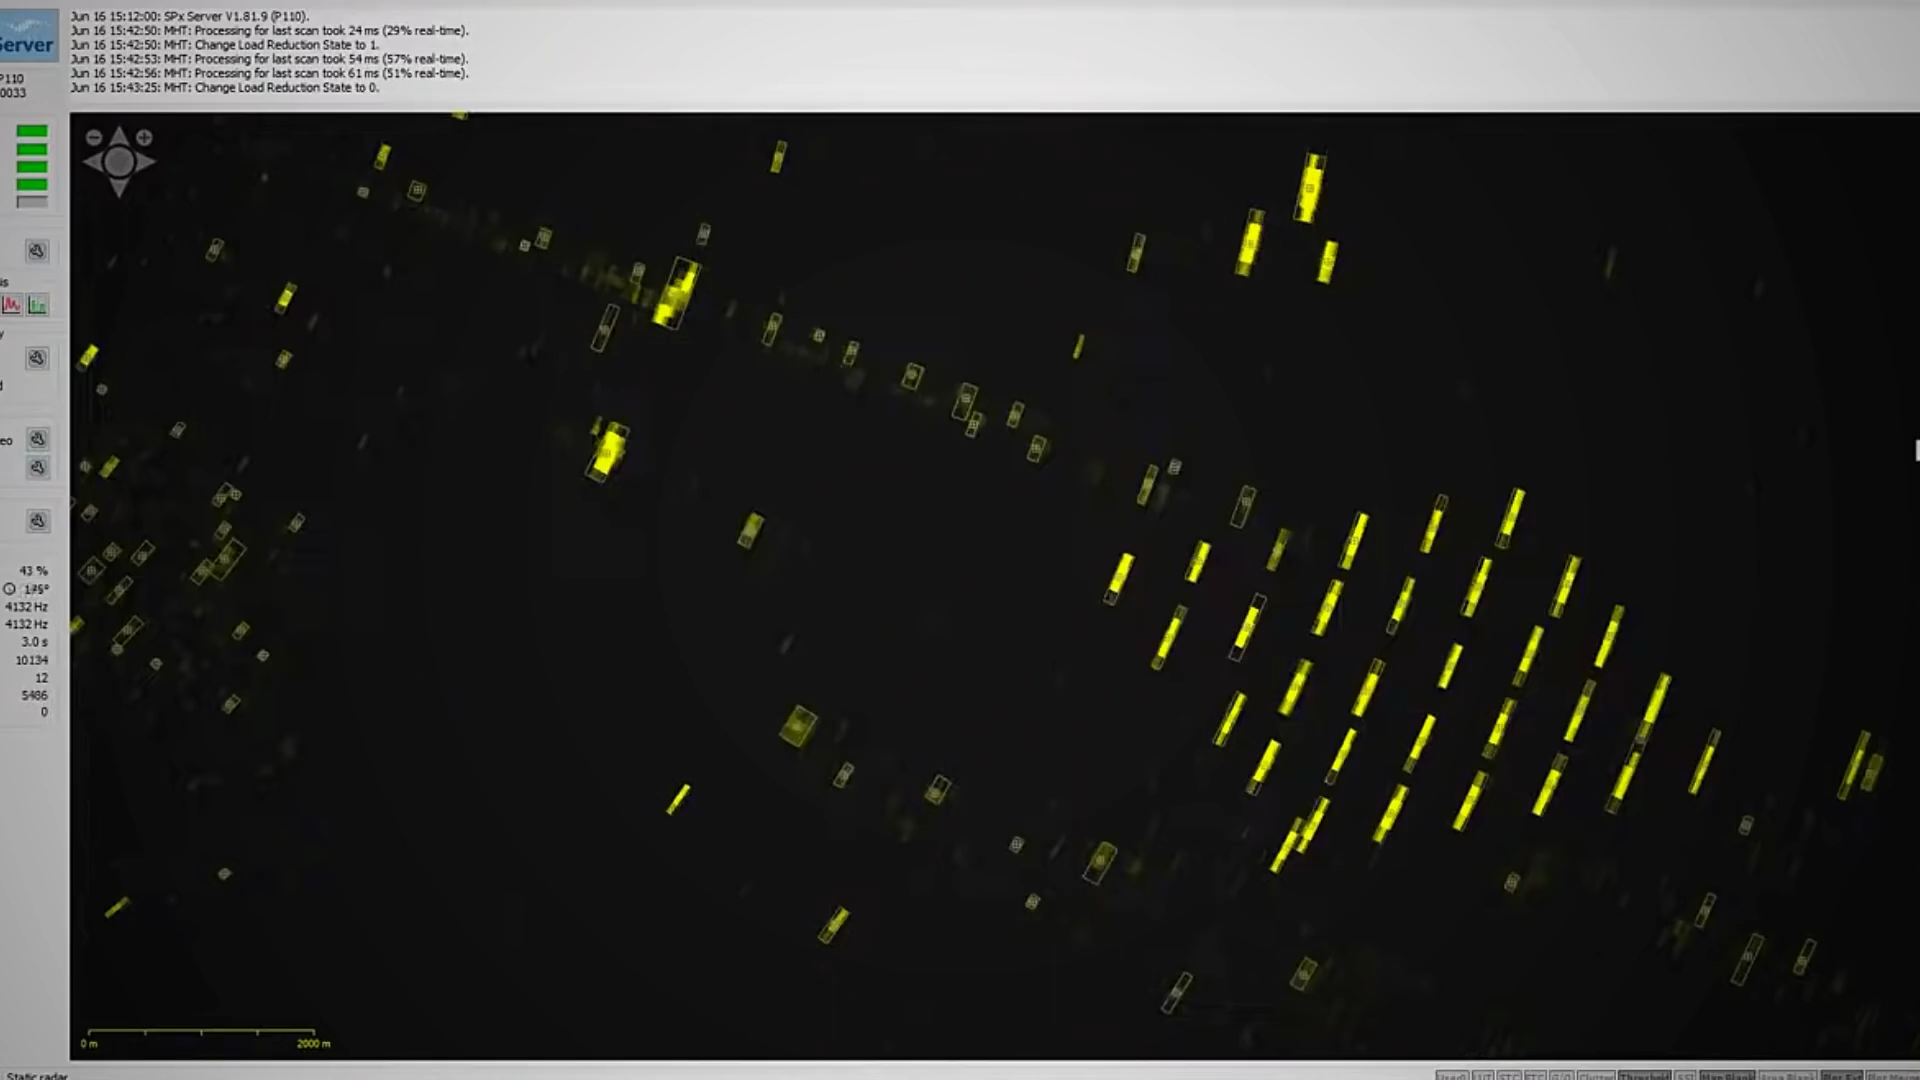 Jun 16 15:12:00: SPx Server V1.81.9 (P110).
Jun 16 15:42:50: MHT: Processing for last scan took 24 ms (29% real-time).
Jun 16 15:42:50: MHT: Change Load Reduction State to 1.
Jun 16 15:42:53: MHT: Processing for last scan took 54 ms (57% real-time).
Jun 16 15:42:56: MHT: Processing for last scan took 61 ms (51% real-time).
Jun 16 15:43:25: MHT: Change Load Reduction State to 0.
Server
P110
0033
43 %
4132 Hz
4132 Hz
3.0 s
10134
12
5486
0
0 m
2000 m
Static radar